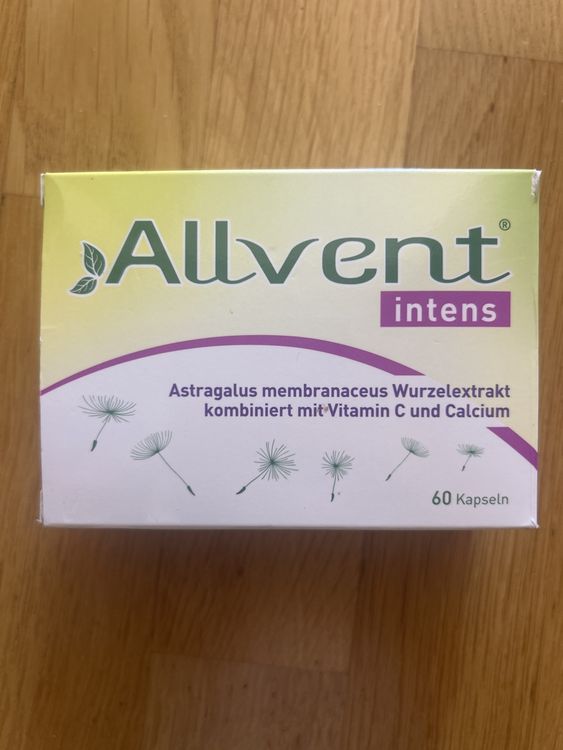 Allvent®
intens
Astragalus membranaceus Wurzelextrakt
kombiniert mit Vitamin C und Calcium
60 Kapseln